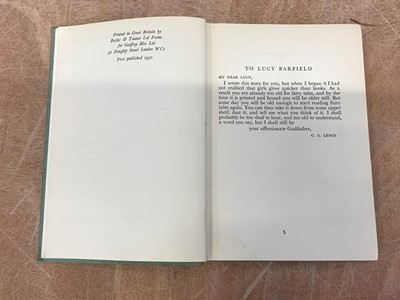 Printed in Great Britain by
Butler & Tanner Ltd Frome
for Geoffrey Bles Ltd
52 Doughty Street London WC1
First published 1950
TO LUCY BARFIELD
MY DEAR LUCY,
I wrote this story for you, but when I began it I had
not realised that girls grow quicker than books. As a
result you are already too old for fairy tales, and by the
time it is printed and bound you will be older still. But
some day you will be old enough to start reading fairy
tales again. You can then take it down from some upper
shelf, dust it, and tell me what you think of it. I shall
probably be too deaf to hear, and too old to understand,
a word you say, but I shall still be
your affectionate Godfather,
C. S. LEWIS
5